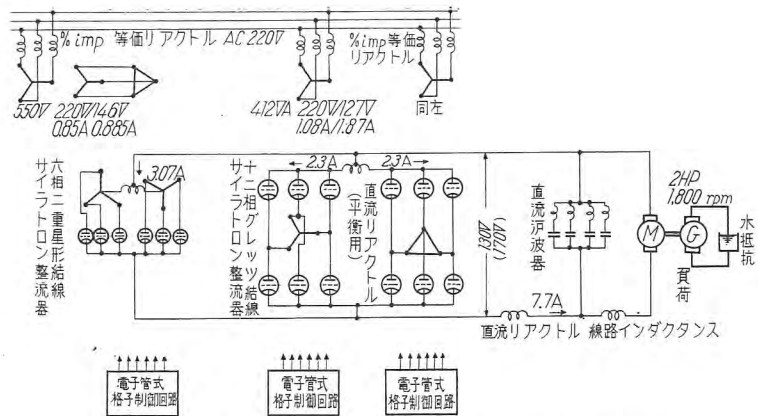 %imp 等価リアクトル AC 220V
%imp等価
リアクトル
550V
220V/146V
0.85A 0.885A
412VA 220V/127V
1.08A/1.87A
同左
六相二重星形結線
サイラトロン整流器
3.07A
十二相グレッツ結線
サイラトロン整流器
2.3A
2.3A
直流リアクトル
(平衡用)
130V
(170V)
直流沪波器
2HP
1,800 rpm
M
G
負荷
水抵抗
7.7A
直流リアクトル 線路インダクタンス
電子管式
格子制御回路
電子管式
格子制御回路
電子管式
格子制御回路